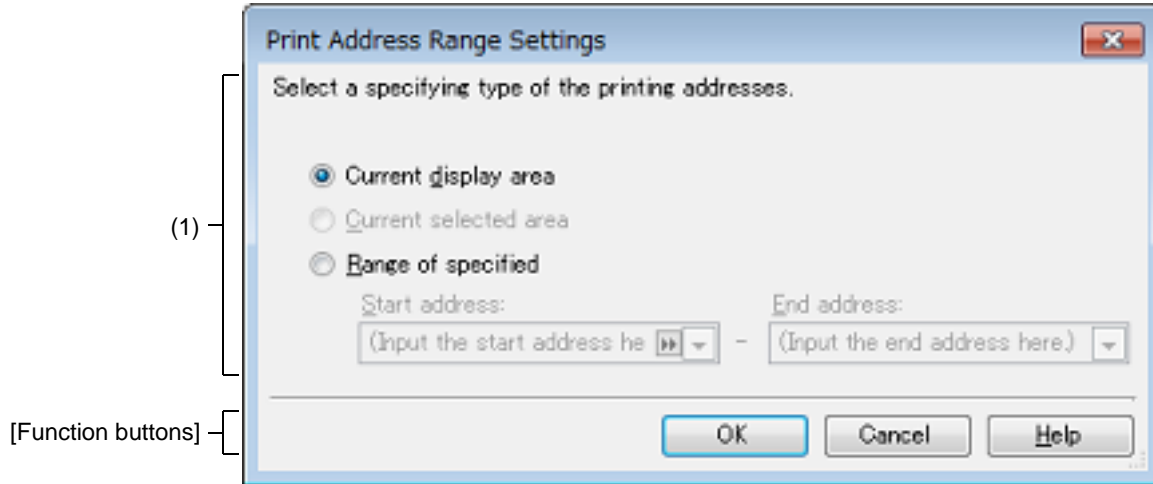 Print Address Range Settings
Select a specifying type of the printing addresses.
Current display area
(1)
Current selected area
Range of specified
Start address:
End address:
(Input the start address he
-
(Input the end address here.)
[Function buttons]
OK
Cancel
Help